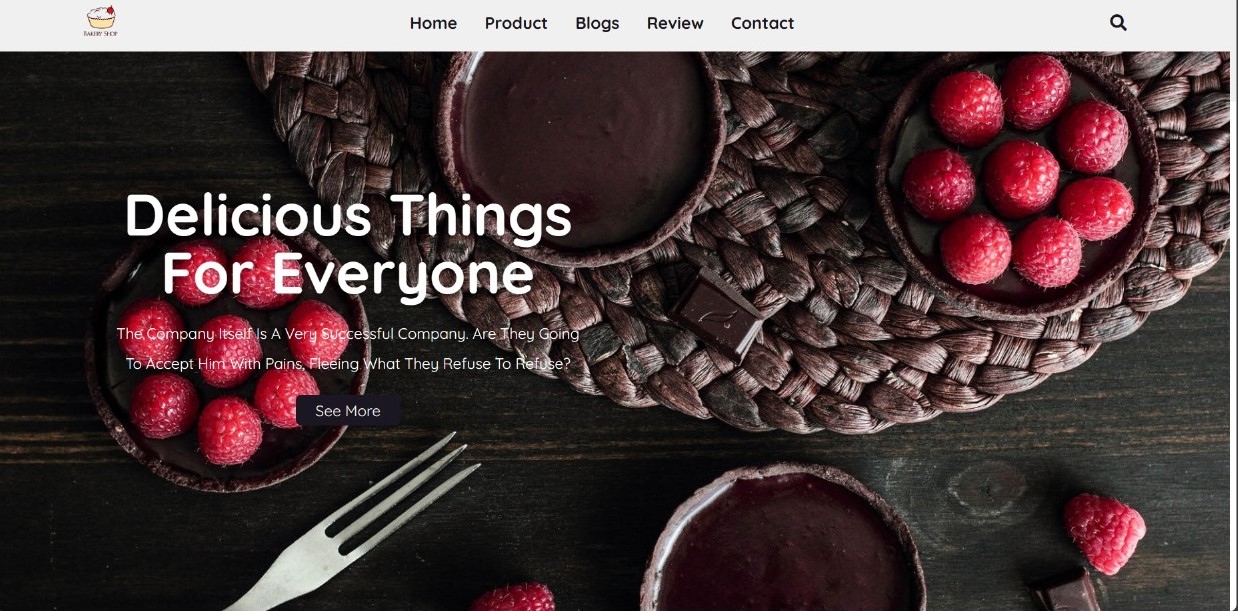 BAKERY SHOP
Home Product Blogs Review Contact
Delicious Things
For Everyone
The Company Itself Is A Very Successful Company. Are They Going
To Accept Him With Pains, Fleeing What They Refuse To Refuse?
See More